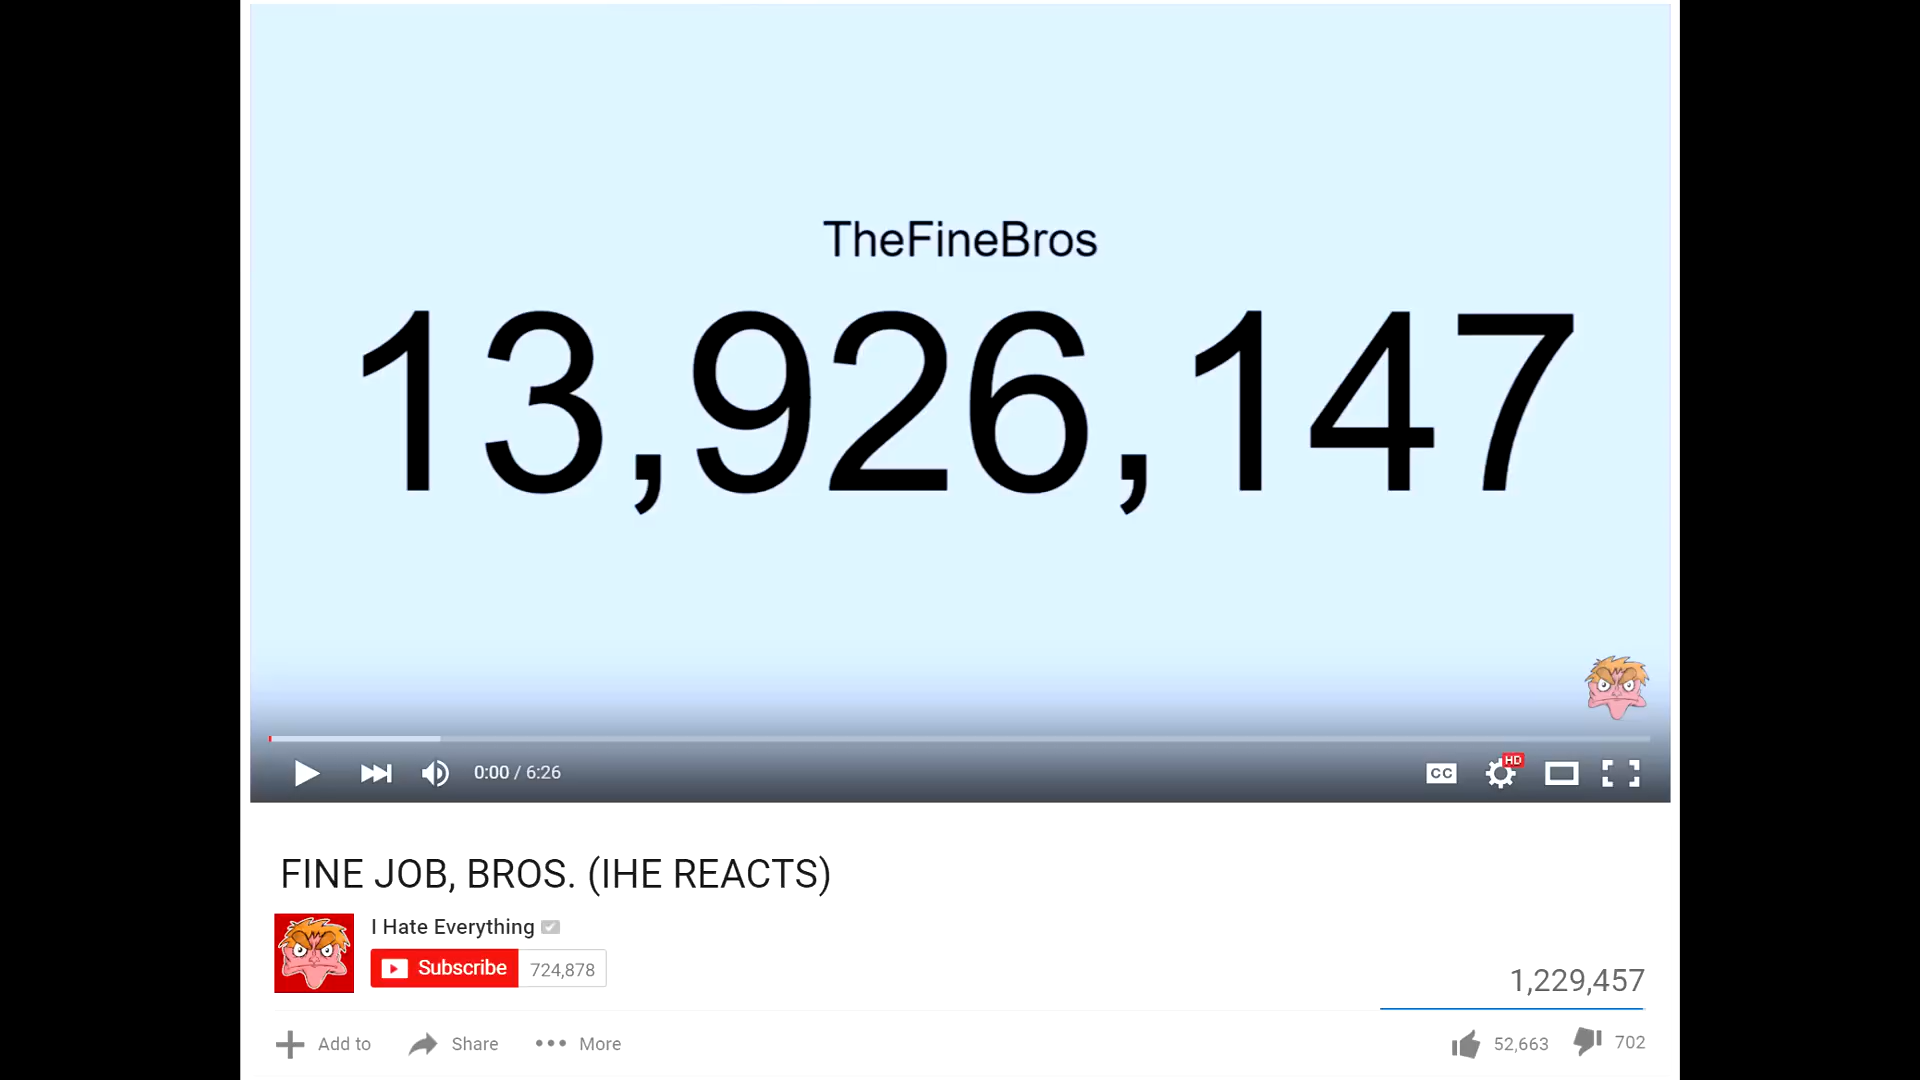 TheFineBros
13,926,147
0:00 / 6:26
CC
HD
FINE JOB, BROS. (IHE REACTS)
I Hate Everything
Subscribe 724,878
1,229,457
Add to Share More
52,663 702